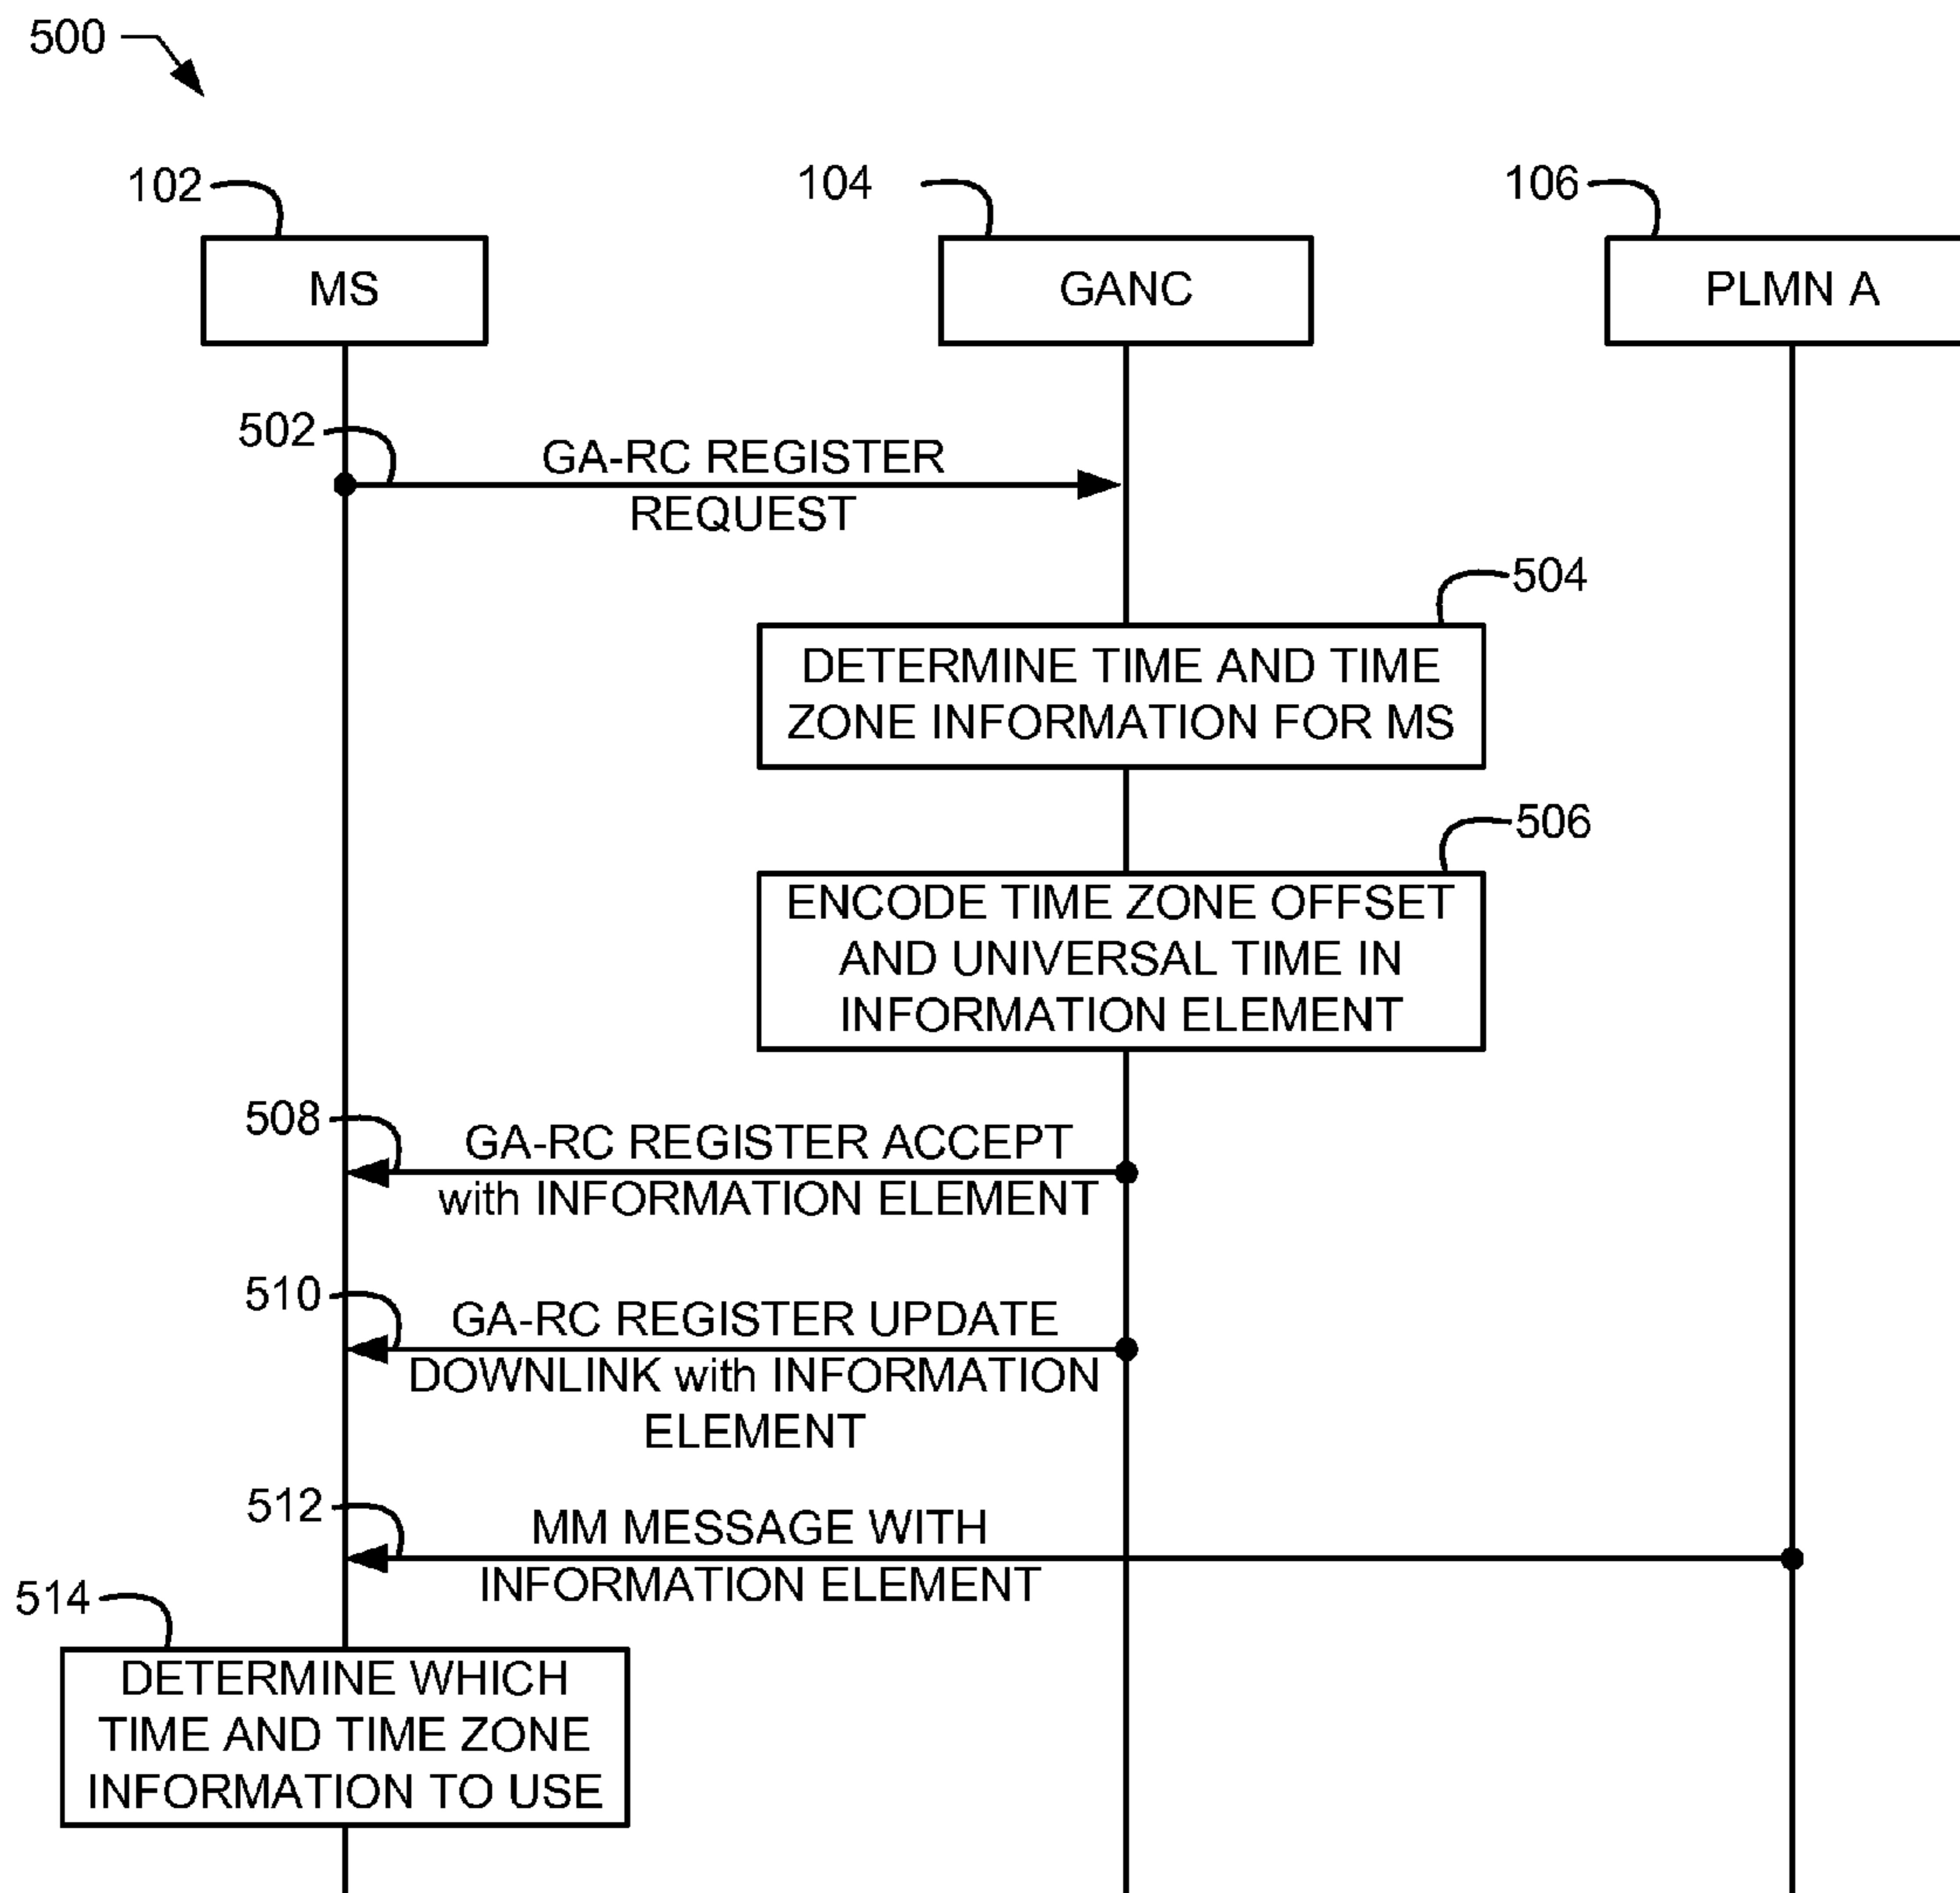 500
102
104
106
MS
GANC
PLMN A
502
GA-RC REGISTER
REQUEST
504
DETERMINE TIME AND TIME
ZONE INFORMATION FOR MS
506
ENCODE TIME ZONE OFFSET
AND UNIVERSAL TIME IN
INFORMATION ELEMENT
508
GA-RC REGISTER ACCEPT
with INFORMATION ELEMENT
510
GA-RC REGISTER UPDATE
DOWNLINK with INFORMATION
ELEMENT
512
MM MESSAGE WITH
INFORMATION ELEMENT
514
DETERMINE WHICH
TIME AND TIME ZONE
INFORMATION TO USE